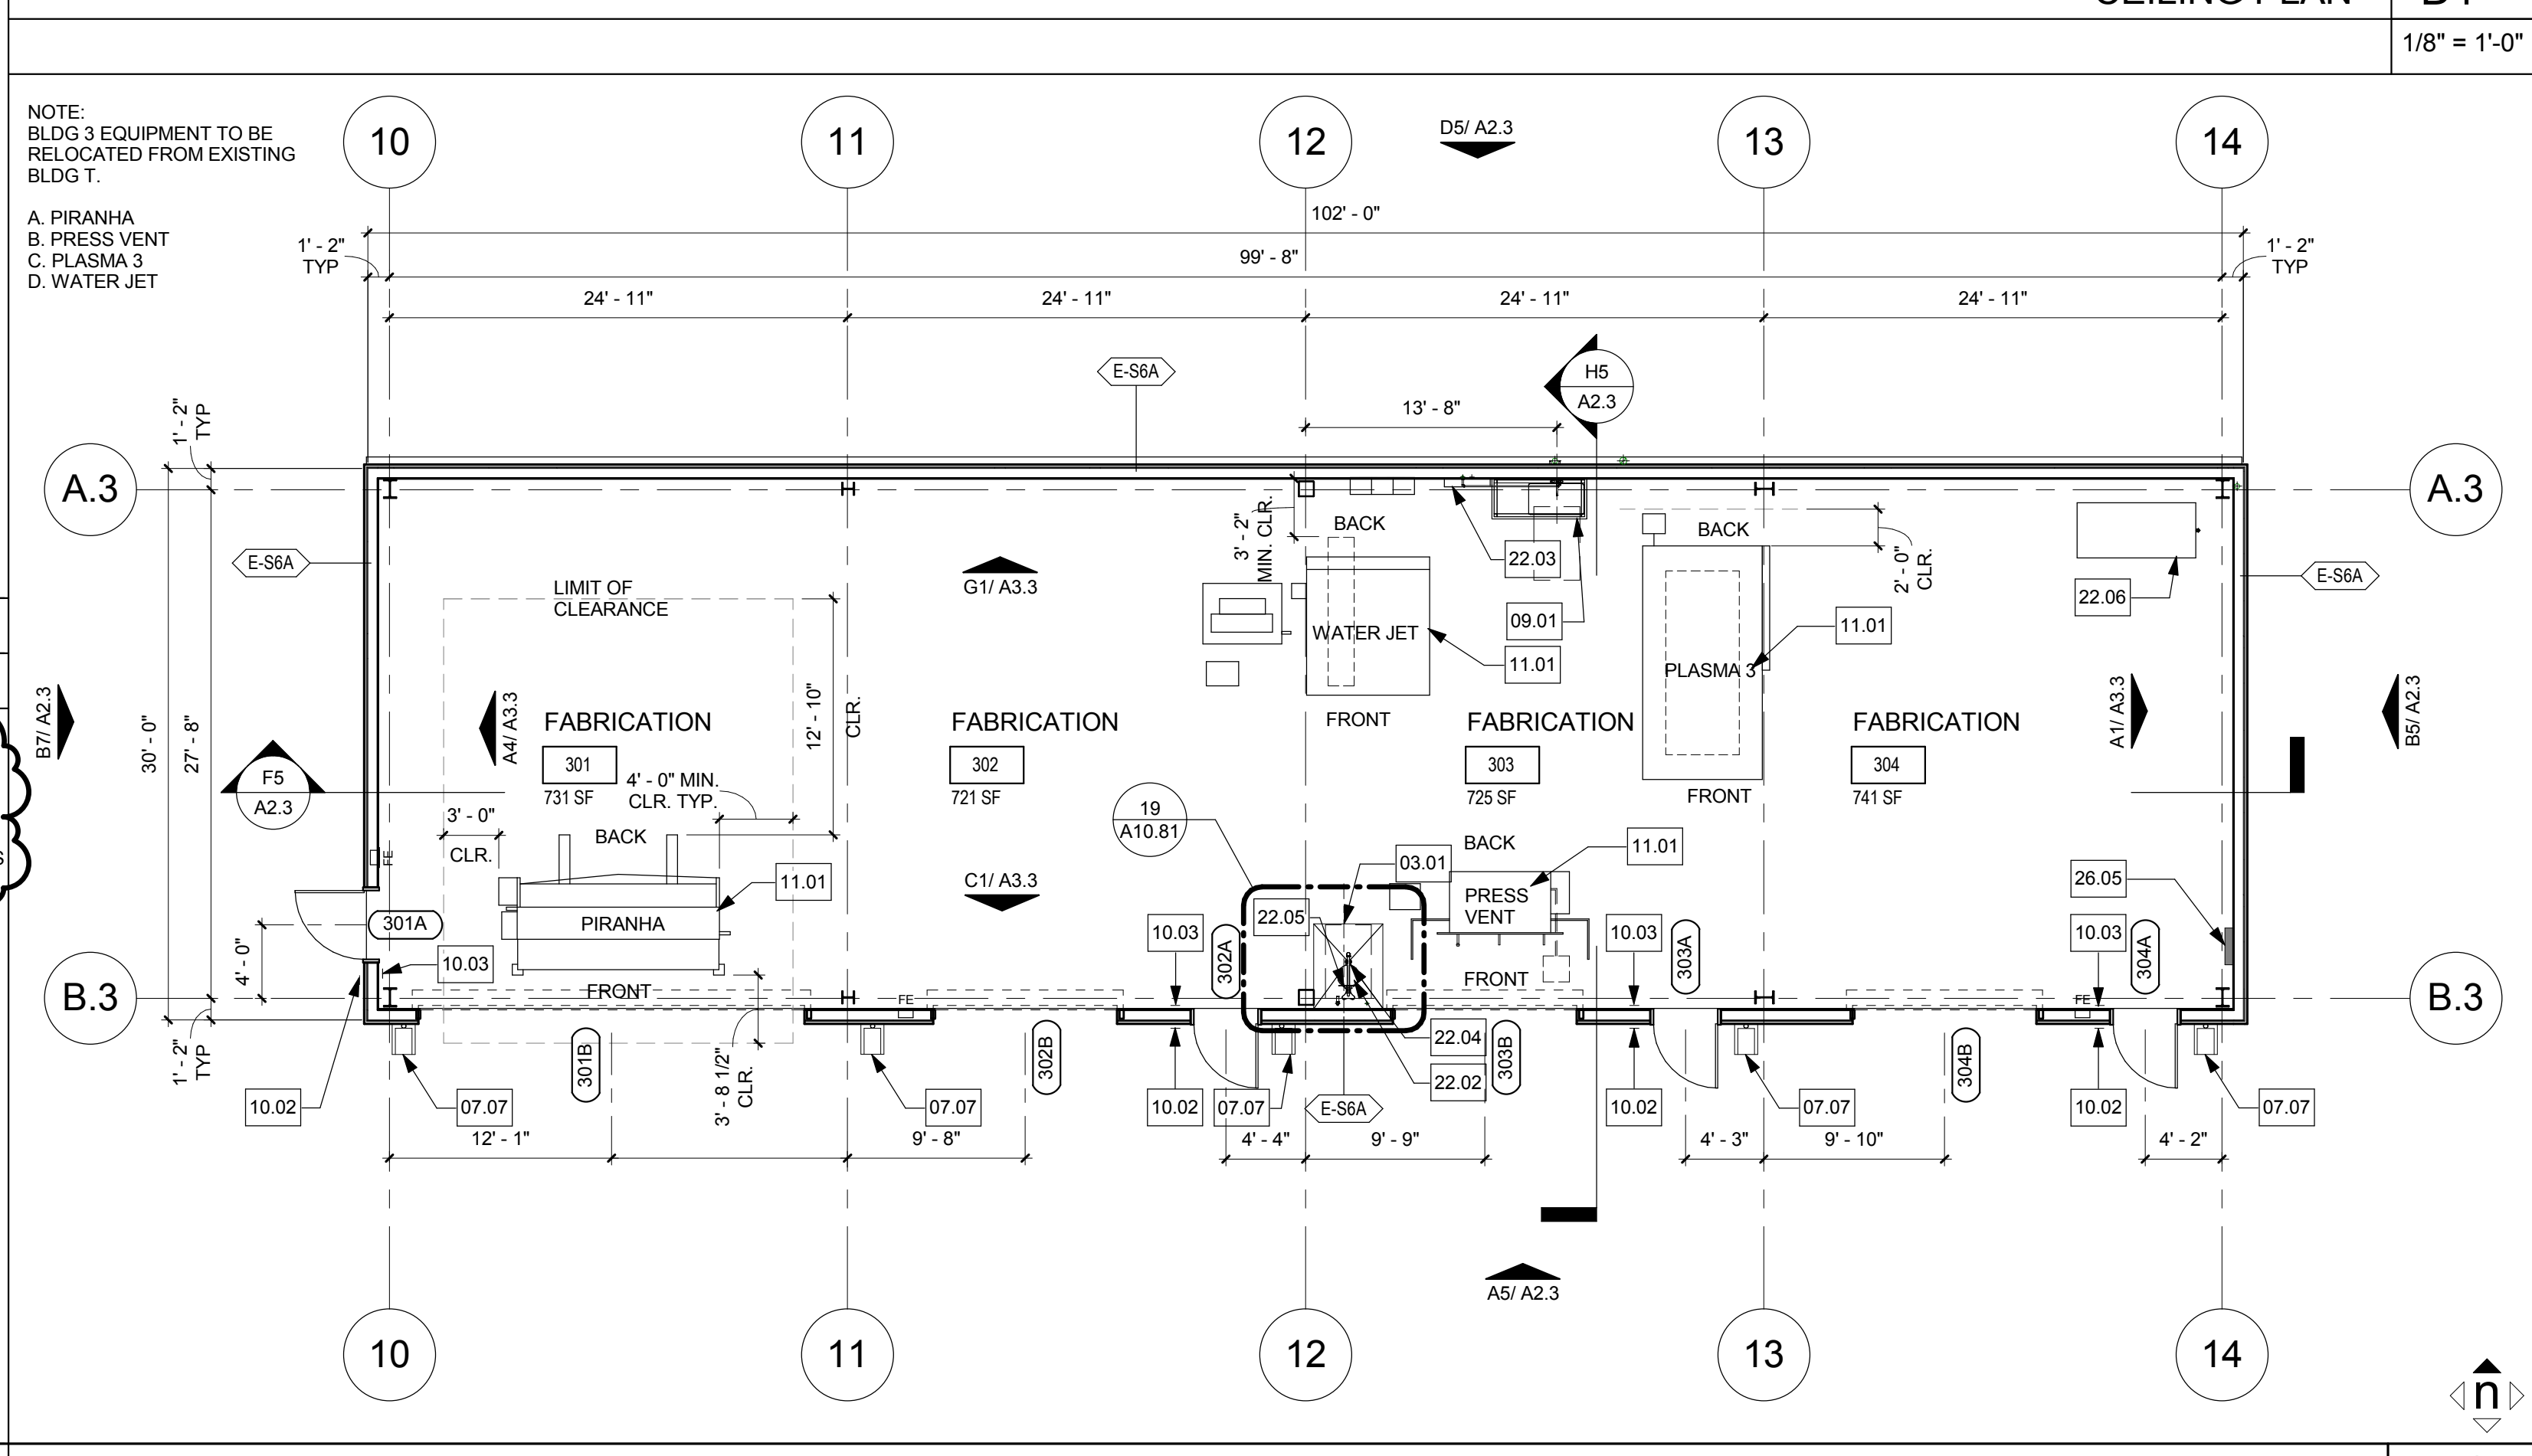 1/8" = 1'-0"
NOTE:
BLDG 3 EQUIPMENT TO BE
RELOCATED FROM EXISTING
BLDG T.
A. PIRANHA
B. PRESS VENT
C. PLASMA 3
D. WATER JET
10
11
12
D5/ A2.3
13
14
102' - 0"
1' - 2"
TYP
99' - 8"
1' - 2"
TYP
24' - 11"
24' - 11"
24' - 11"
24' - 11"
E-S6A
H5
A2.3
13' - 8"
1' - 2"
TYP
A.3
A.3
3' - 2"
MIN. CLR.
BACK
BACK
22.03
2' - 0"
CLR.
E-S6A
E-S6A
LIMIT OF
CLEARANCE
G1/ A3.3
22.06
09.01
11.01
WATER JET
11.01
PLASMA 3
B7/ A2.3
30' - 0"
27' - 8"
A4/ A3.3
12' - 10"
CLR.
FRONT
A1/ A3.3
B5/ A2.3
FABRICATION
301
731 SF
FABRICATION
302
721 SF
FABRICATION
303
725 SF
FABRICATION
304
741 SF
F5
A2.3
4' - 0" MIN.
CLR. TYP.
FRONT
3' - 0"
CLR.
BACK
19
A10.81
BACK
11.01
03.01
FE
11.01
C1/ A3.3
26.05
PRESS
VENT
301A
PIRANHA
22.05
10.03
302A
10.03
303A
10.03
304A
4' - 0"
10.03
FRONT
B.3
FRONT
FE
FE
B.3
1' - 2"
TYP
301B
3' - 8 1/2"
CLR.
302B
22.04
303B
304B
22.02
10.02
07.07
07.07
10.02
07.07
E-S6A
10.02
07.07
10.02
07.07
12' - 1"
9' - 8"
4' - 4"
9' - 9"
4' - 3"
9' - 10"
4' - 2"
A5/ A2.3
10
11
12
13
14
n